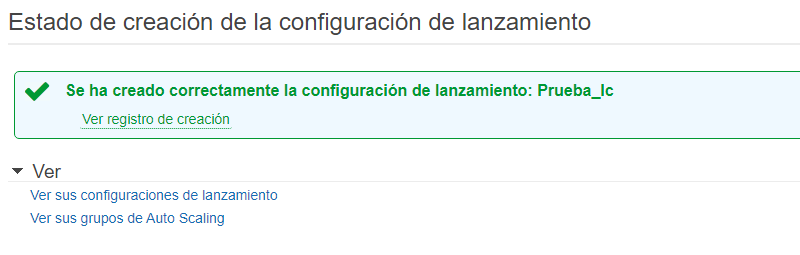 Estado de creación de la configuración de lanzamiento
Se ha creado correctamente la configuración de lanzamiento: Prueba_lc
Ver registro de creación
Ver
Ver sus configuraciones de lanzamiento
Ver sus grupos de Auto Scaling